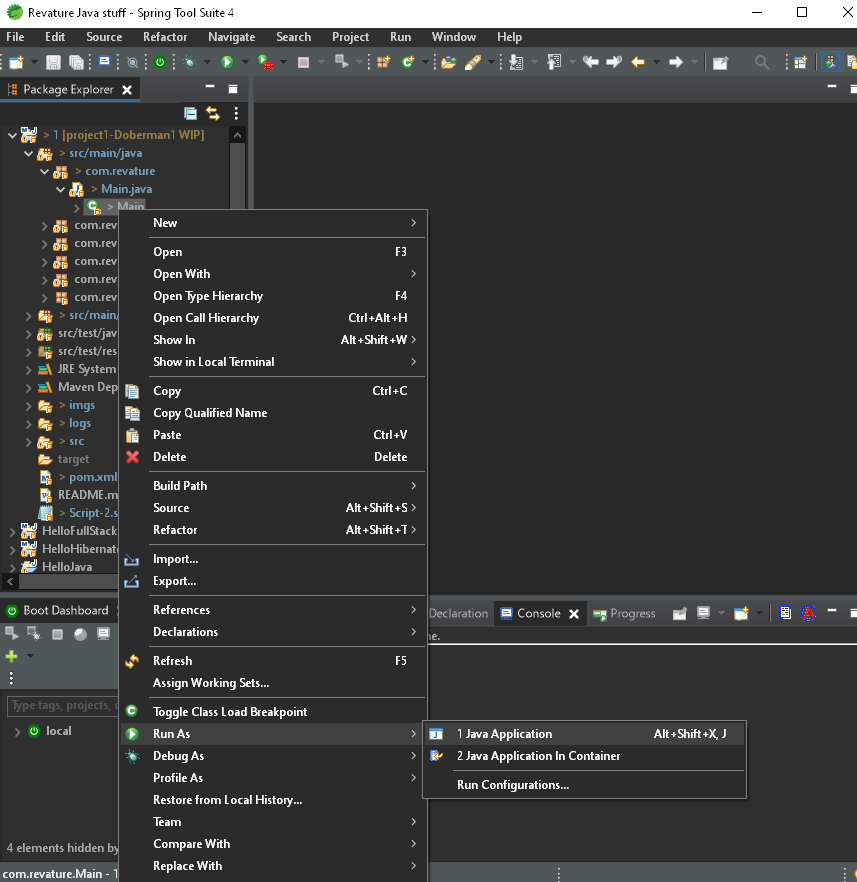 Revature Java stuff - Spring Tool Suite 4
File Edit Source Refactor Navigate Search Project Run Window Help
Package Explorer
> 1 [project1-Doberman1 WIP]
> src/main/java
> com.revature
> Main.java
> Main
com.rev
com.rev
com.rev
com.rev
com.rev
> src/main/
src/test/jav
src/test/res
JRE System
Maven Dep
> imgs
> logs
> src
target
> pom.xml
README.m
> Script-2.s
HelloFullStack
HelloHibernate
HelloJava
New
Open F3
Open With
Open Type Hierarchy F4
Open Call Hierarchy Ctrl+Alt+H
Show In Alt+Shift+W
Show in Local Terminal
Copy Ctrl+C
Copy Qualified Name
Paste Ctrl+V
Delete Delete
Build Path
Source Alt+Shift+S
Refactor Alt+Shift+T
Import...
Export...
References
Declarations
Refresh F5
Assign Working Sets...
Toggle Class Load Breakpoint
Run As
Debug As
Profile As
Restore from Local History...
Team
Compare With
Replace With
1 Java Application Alt+Shift+X, J
2 Java Application In Container
Run Configurations...
Boot Dashboard
Type tags, projects,
local
4 elements hidden by
Declaration
Console
Progress
ne.
com.revature.Main - 1